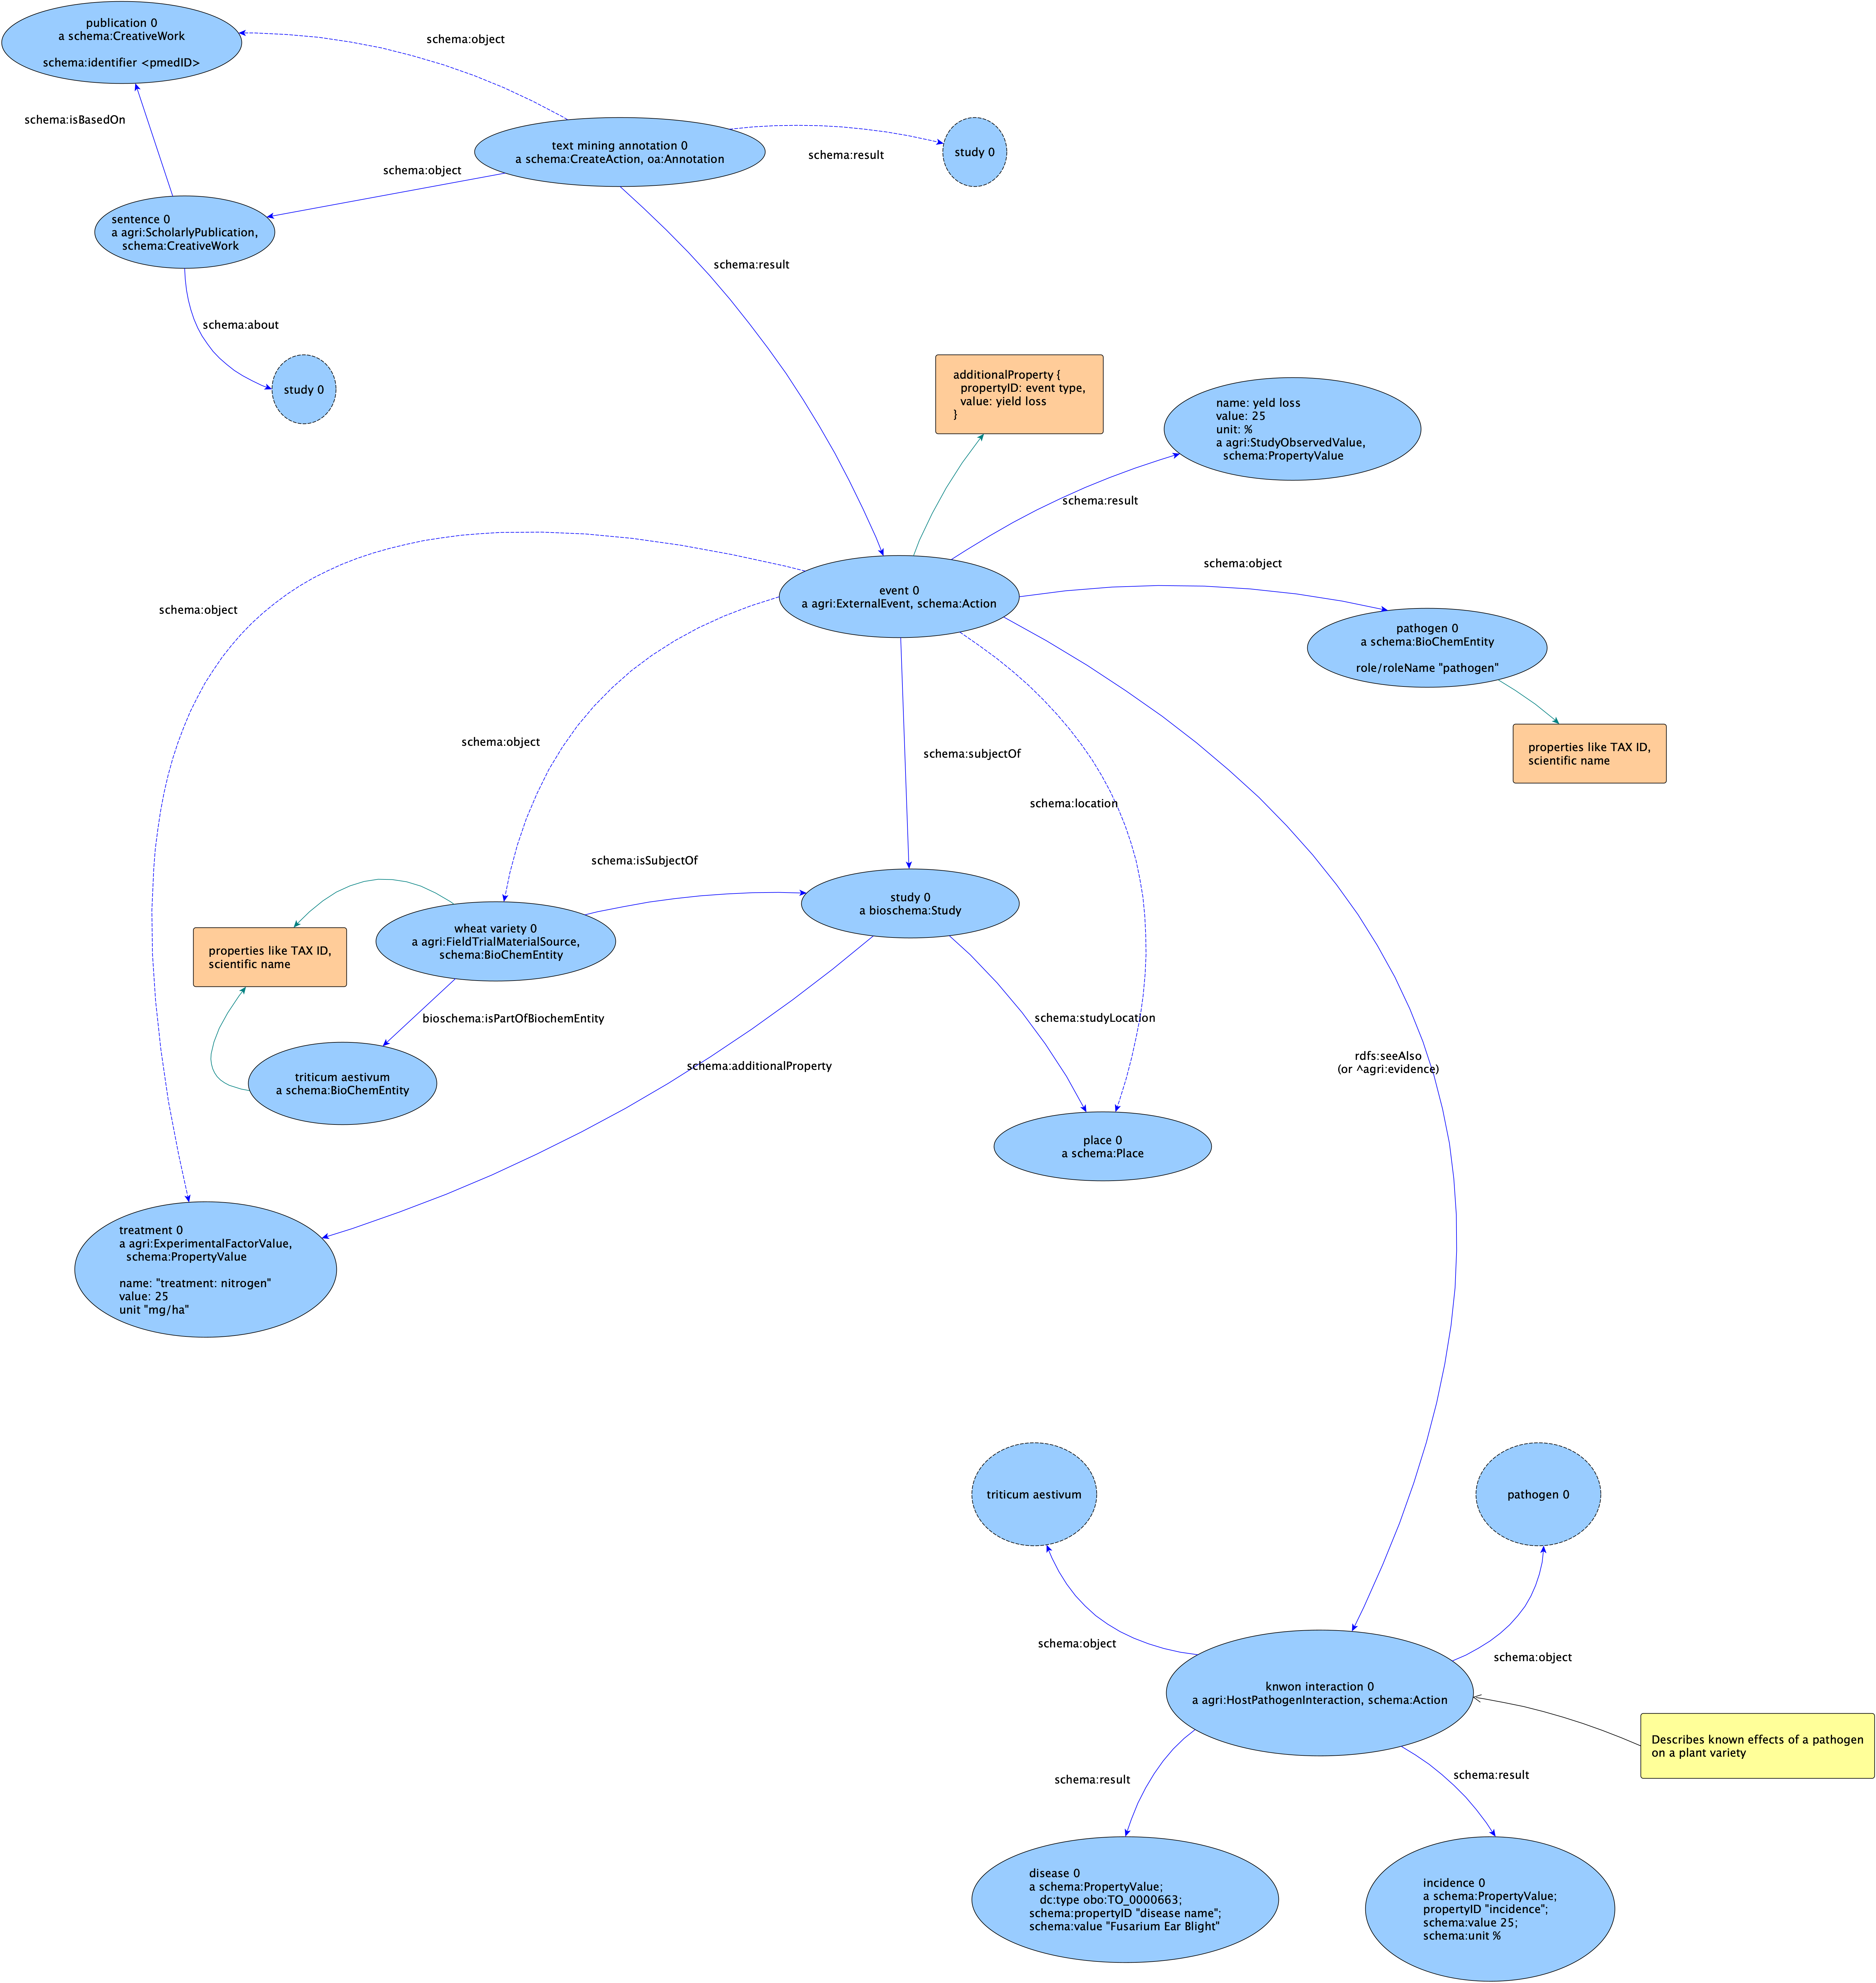 publication 0
a schema:CreativeWork
schema:identifier <pmedID>
schema:object
schema:isBasedOn
text mining annotation 0
a schema:CreateAction, oa:Annotation
schema:result
study 0
schema:object
sentence 0
a agri:ScholarlyPublication,
schema:CreativeWork
schema:result
schema:about
study 0
additionalProperty {
propertyID: event type,
value: yield loss
}
name: yeld loss
value: 25
unit: %
a agri:StudyObservedValue,
schema:PropertyValue
schema:result
schema:object
event 0
a agri:ExternalEvent, schema:Action
schema:object
pathogen 0
a schema:BioChemEntity
role/roleName "pathogen"
properties like TAX ID,
scientific name
schema:object
schema:subjectOf
schema:location
schema:isSubjectOf
study 0
a bioschema:Study
wheat variety 0
a agri:FieldTrialMaterialSource,
schema:BioChemEntity
properties like TAX ID,
scientific name
bioschema:isPartOfBiochemEntity
schema:studyLocation
triticum aestivum
a schema:BioChemEntity
schema:additionalProperty
rdfs:seeAlso
(or ^agri:evidence)
place 0
a schema:Place
treatment 0
a agri:ExperimentalFactorValue,
schema:PropertyValue
name: "treatment: nitrogen"
value: 25
unit "mg/ha"
triticum aestivum
pathogen 0
schema:object
schema:object
knwon interaction 0
a agri:HostPathogenInteraction, schema:Action
Describes known effects of a pathogen
on a plant variety
schema:result
schema:result
disease 0
a schema:PropertyValue;
dc:type obo:TO_0000663;
schema:propertyID "disease name";
schema:value "Fusarium Ear Blight"
incidence 0
a schema:PropertyValue;
propertyID "incidence";
schema:value 25;
schema:unit %